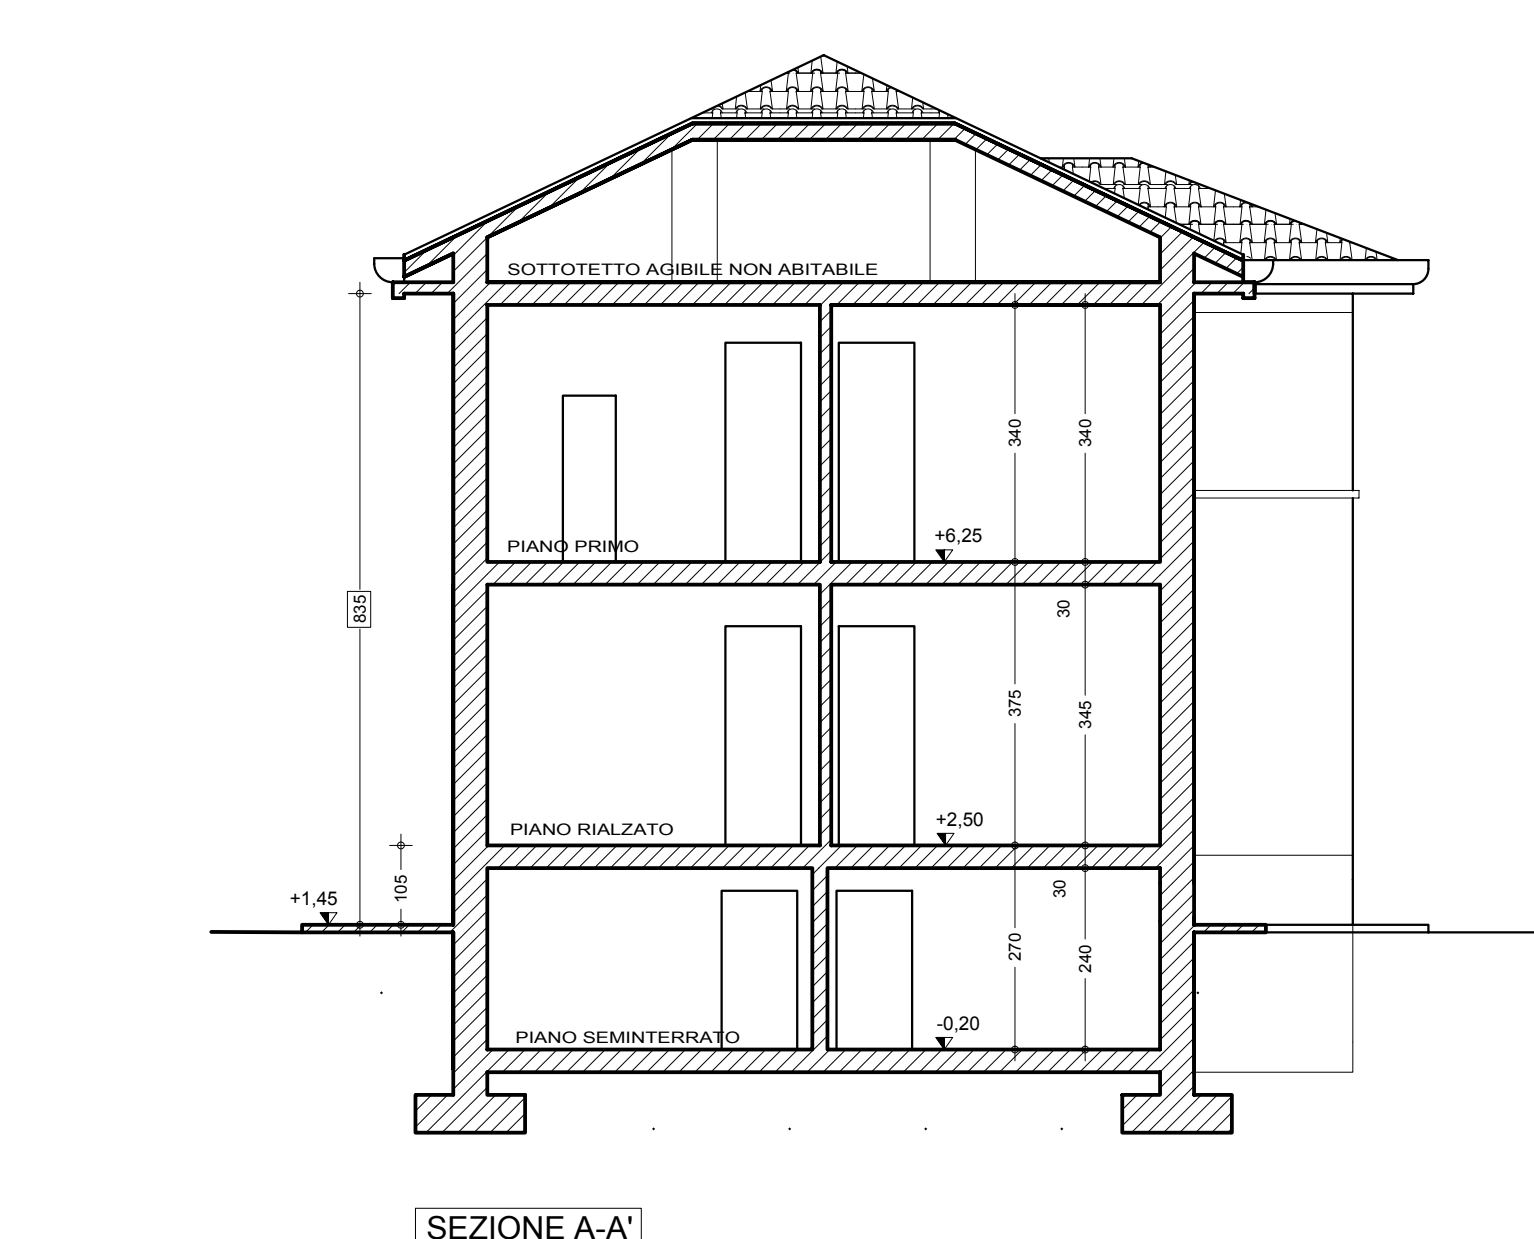 SOTTOTETTO AGIBILE NON ABITABILE
340
340
+6,25
PIANO PRIMO
835
30
375
345
+2,50
PIANO RIALZATO
105
30
+1,45
270
240
-0,20
PIANO SEMINTERRATO
SEZIONE A-A'